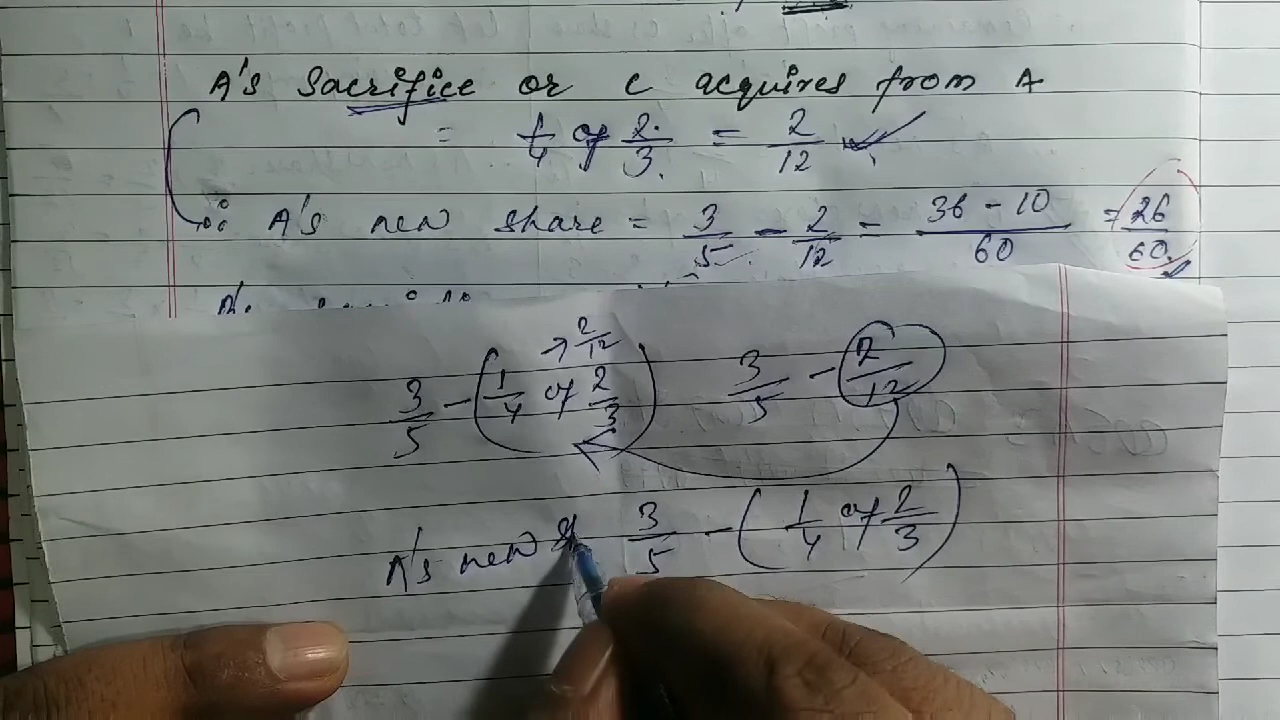 A's Sacrifice or C acquires from A
= 1/4 of 2/3 = 2/12
∴ A's new share = 3/5 - 2/12 = 36 - 10/60 = 26/60
→ 2/12
3/5 - (1/4 of 2/3) 3/5 - 2/12
A's new 3/5 - (1/4 of 2/3)